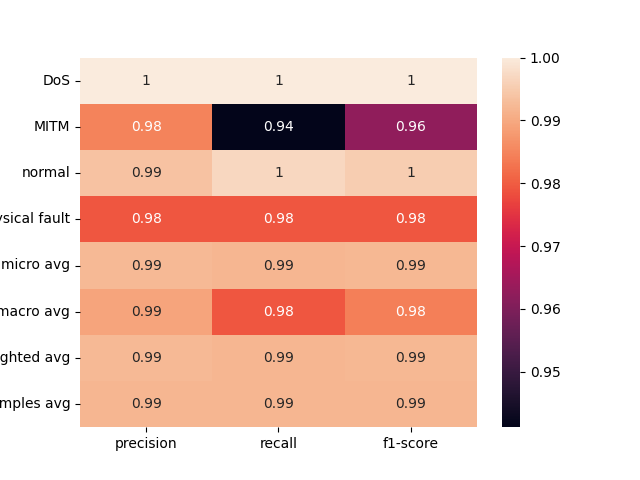 DoS 1 1 1
MITM 0.98 0.94 0.96
normal 0.99 1 1
ysical fault 0.98 0.98 0.98
micro avg 0.99 0.99 0.99
macro avg 0.99 0.98 0.98
ghted avg 0.99 0.99 0.99
mples avg 0.99 0.99 0.99
precision recall f1-score
1.00
0.99
0.98
0.97
0.96
0.95